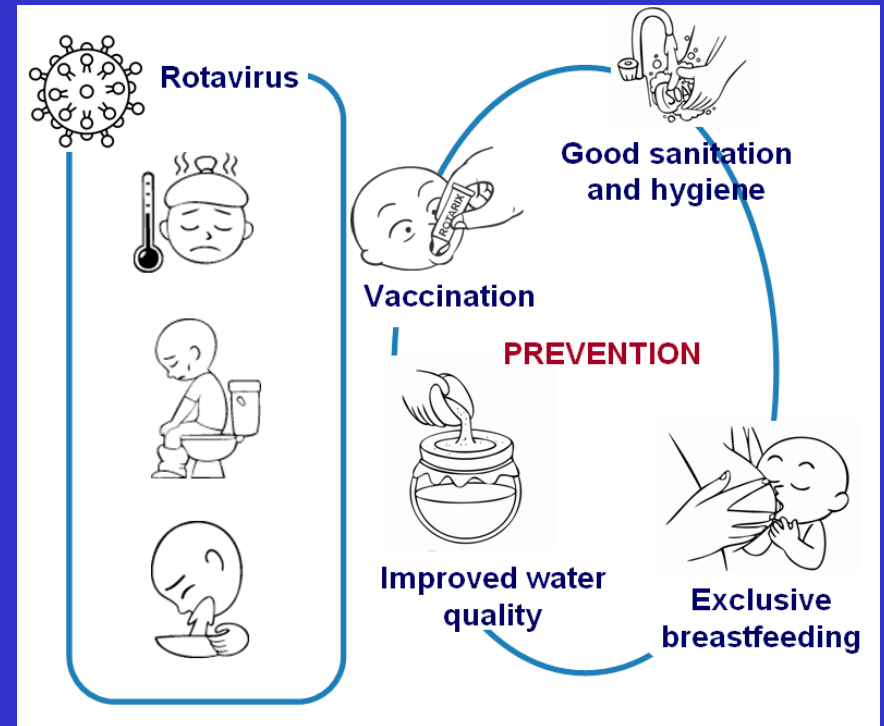 Rotavirus
Good sanitation
and hygiene
ROTARIX
Vaccination
PREVENTION
Improved water
quality
Exclusive
breastfeeding